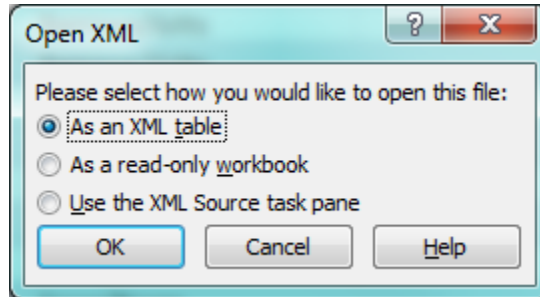 Open XML
Please select how you would like to open this file:
As an XML table
As a read-only workbook
Use the XML Source task pane
OK Cancel Help